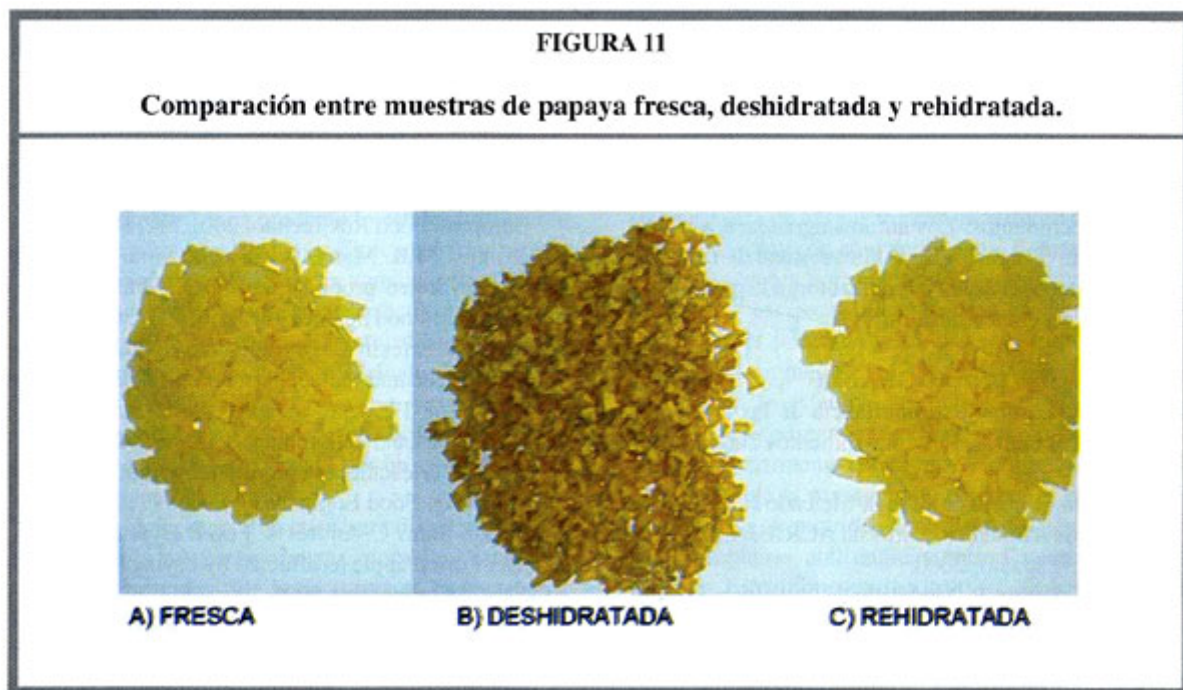 FIGURA 11
Comparación entre muestras de papaya fresca, deshidratada y rehidratada.
A) FRESCA
B) DESHIDRATADA
C) REHIDRATADA